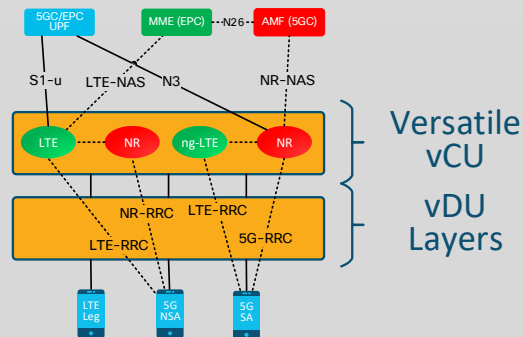 5GC/EPC
UPF
MME (EPC)
N26
AMF (5GC)
S1-u
LTE-NAS
N3
NR-NAS
LTE
NR
ng-LTE
NR
Versatile
vCU
NR-RRC
LTE-RRC
LTE-RRC
5G-RRC
vDU
Layers
LTE
Leg
5G
NSA
5G
SA